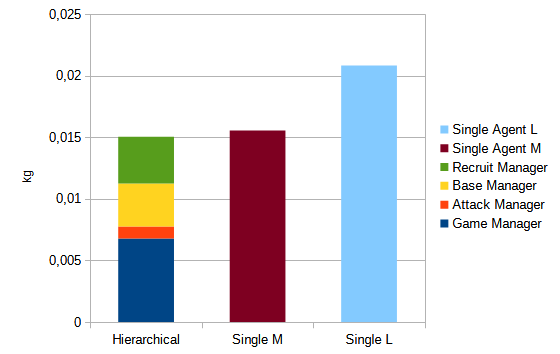 0,025
0,02
0,015
0,01
0,005
0
kg
Hierarchical
Single M
Single L
Single Agent L
Single Agent M
Recruit Manager
Base Manager
Attack Manager
Game Manager